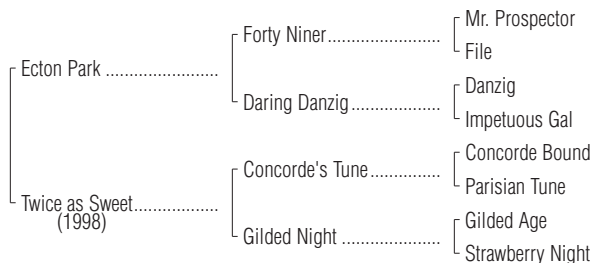 Mr. Prospector
Forty Niner........................
File
Ecton Park ........................
Danzig
Daring Danzig...................
Impetuous Gal
Concorde Bound
Concorde's Tune...............
Parisian Tune
Twice as Sweet..................
(1998)
Gilded Age
Gilded Night .....................
Strawberry Night